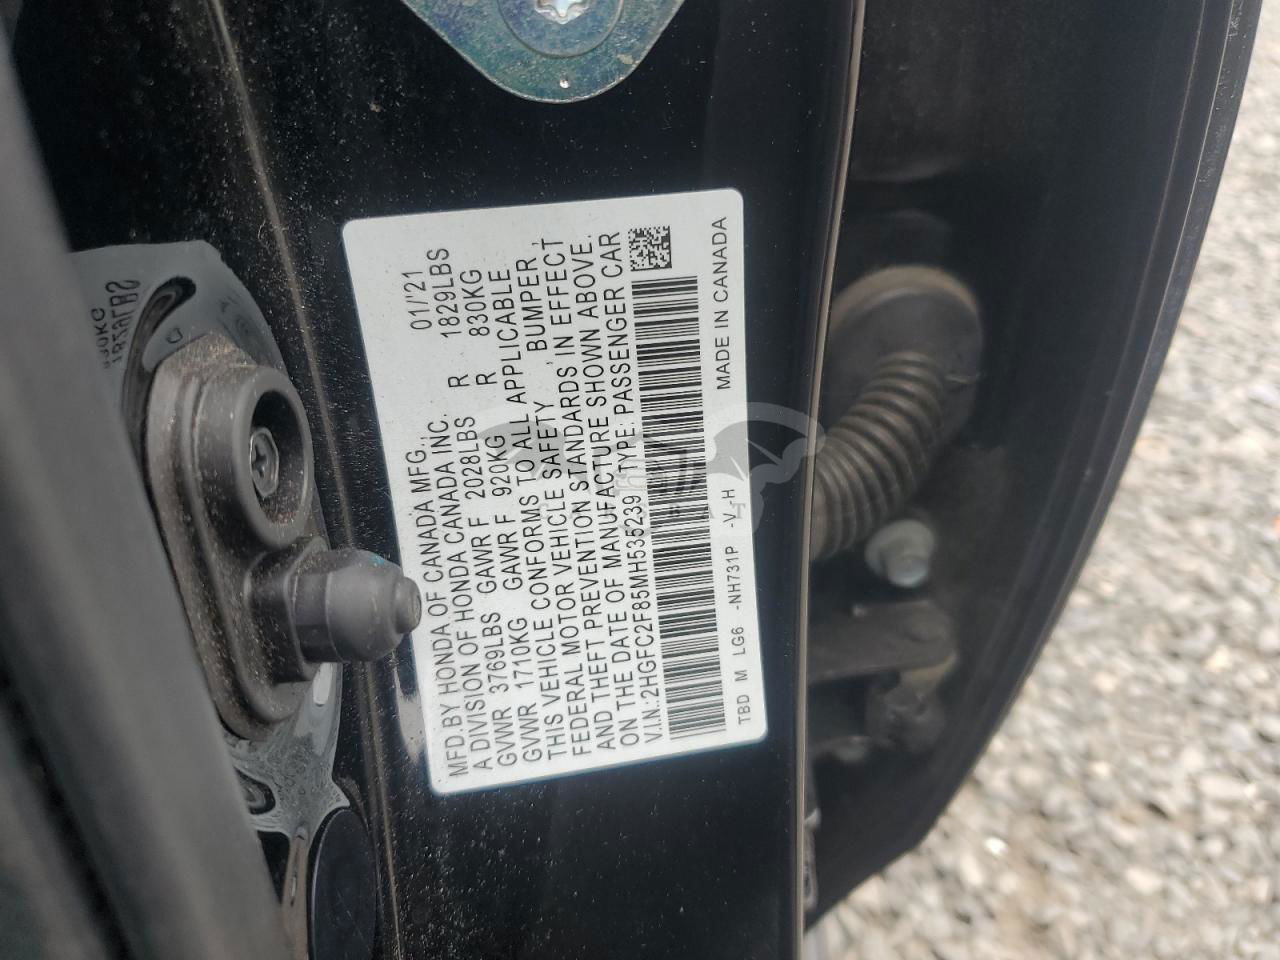 MFD.BY HONDA OF CANADA MFG.; 01/'21
A DIVISION OF HONDA CANADA INC.
GVWR 3769LBS GAWR F 2028LBS R 1829LBS
GVWR 1710KG GAWR F 920KG R 830KG
THIS VEHICLE CONFORMS TO ALL APPLICABLE
FEDERAL MOTOR VEHICLE SAFETY , BUMPER ,
AND THEFT PREVENTION STANDARDS IN EFFECT
ON THE DATE OF MANUFACTURE SHOWN ABOVE.
V.I.N.:2HGFC2F85MH535239 TYPE: PASSENGER CAR
TBD M LG6 -NH731P -V -H MADE IN CANADA